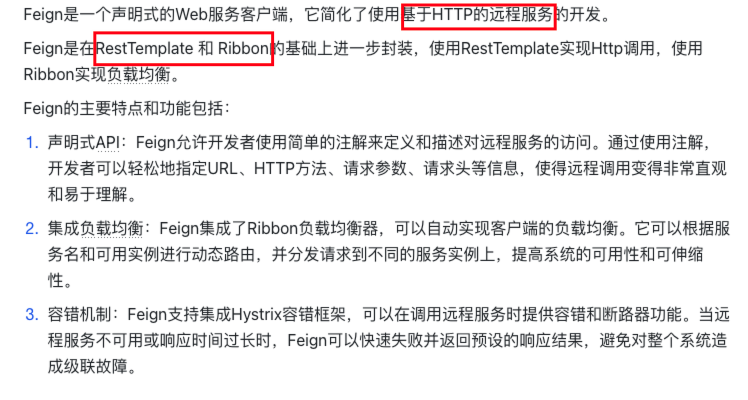 Feign是一个声明式的Web服务客户端，它简化了使用基于HTTP的远程服务的开发。
Feign是在RestTemplate 和 Ribbon的基础上进一步封装，使用RestTemplate实现Http调用，使用
Ribbon实现负载均衡。
Feign的主要特点和功能包括：
1. 声明式API：Feign允许开发者使用简单的注解来定义和描述对远程服务的访问。通过使用注解，
开发者可以轻松地指定URL、HTTP方法、请求参数、请求头等信息，使得远程调用变得非常直观
和易于理解。
2. 集成负载均衡：Feign集成了Ribbon负载均衡器，可以自动实现客户端的负载均衡。它可以根据服
务名和可用实例进行动态路由，并分发请求到不同的服务实例上，提高系统的可用性和可伸缩
性。
3. 容错机制：Feign支持集成Hystrix容错框架，可以在调用远程服务时提供容错和断路器功能。当远
程服务不可用或响应时间过长时，Feign可以快速失败并返回预设的响应结果，避免对整个系统造
成级联故障。